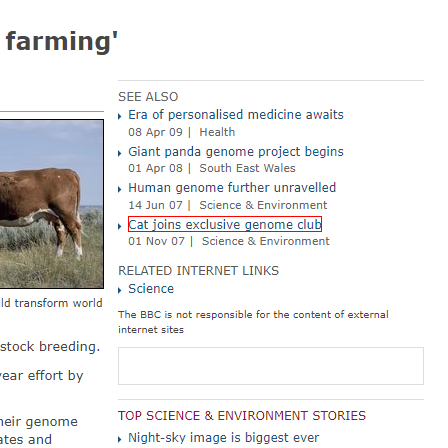 farming'
SEE ALSO
Era of personalised medicine awaits
08 Apr 09 | Health
Giant panda genome project begins
01 Apr 08 | South East Wales
Human genome further unravelled
14 Jun 07 | Science & Environment
Cat joins exclusive genome club
01 Nov 07 | Science & Environment
RELATED INTERNET LINKS
Science
The BBC is not responsible for the content of external
internet sites
TOP SCIENCE & ENVIRONMENT STORIES
Night-sky image is biggest ever
ld transform world
stock breeding.
year effort by
heir genome
ates and